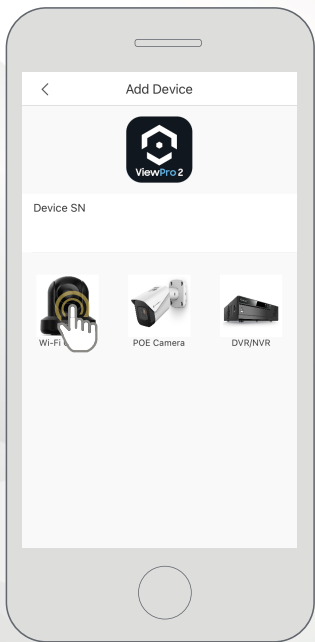 Add Device
ViewPro 2
Device SN
Wi-Fi
POE Camera
DVR/NVR